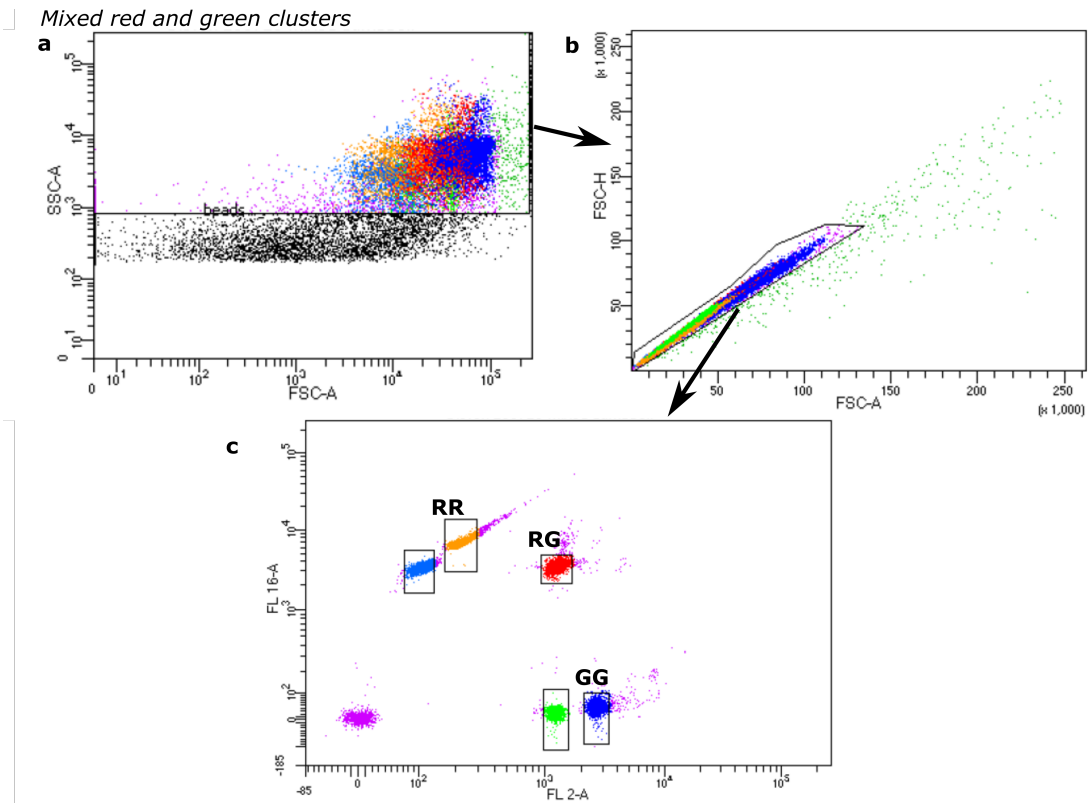 Mixed red and green clusters
a
SSC-A
10^5
10^4
10^3
10^2
10^1
0
beads
0 10^1 10^2 10^3 10^4 10^5
FSC-A
b
(x 1,000)
FSC-H
250
200
150
100
50
50 100 150 200 250
FSC-A
(x 1,000)
c
FL 16-A
10^5
10^4
10^3
10^2
0
-185
RR
RG
GG
-85 0 10^2 10^3 10^4 10^5
FL 2-A